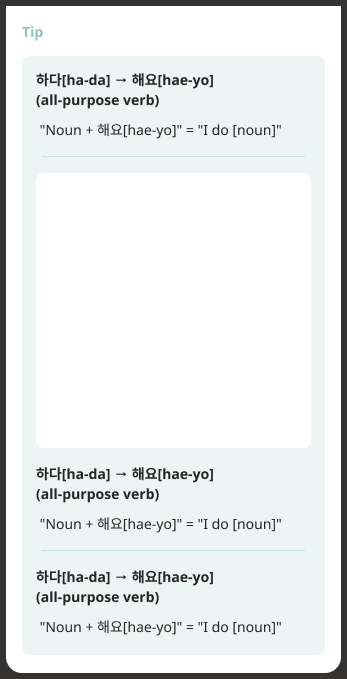 Tip
하다[ha-da] → 해요[hae-yo]
(all-purpose verb)
"Noun + 해요[hae-yo]" = "I do [noun]"
하다[ha-da] → 해요[hae-yo]
(all-purpose verb)
"Noun + 해요[hae-yo]" = "I do [noun]"
하다[ha-da] → 해요[hae-yo]
(all-purpose verb)
"Noun + 해요[hae-yo]" = "I do [noun]"